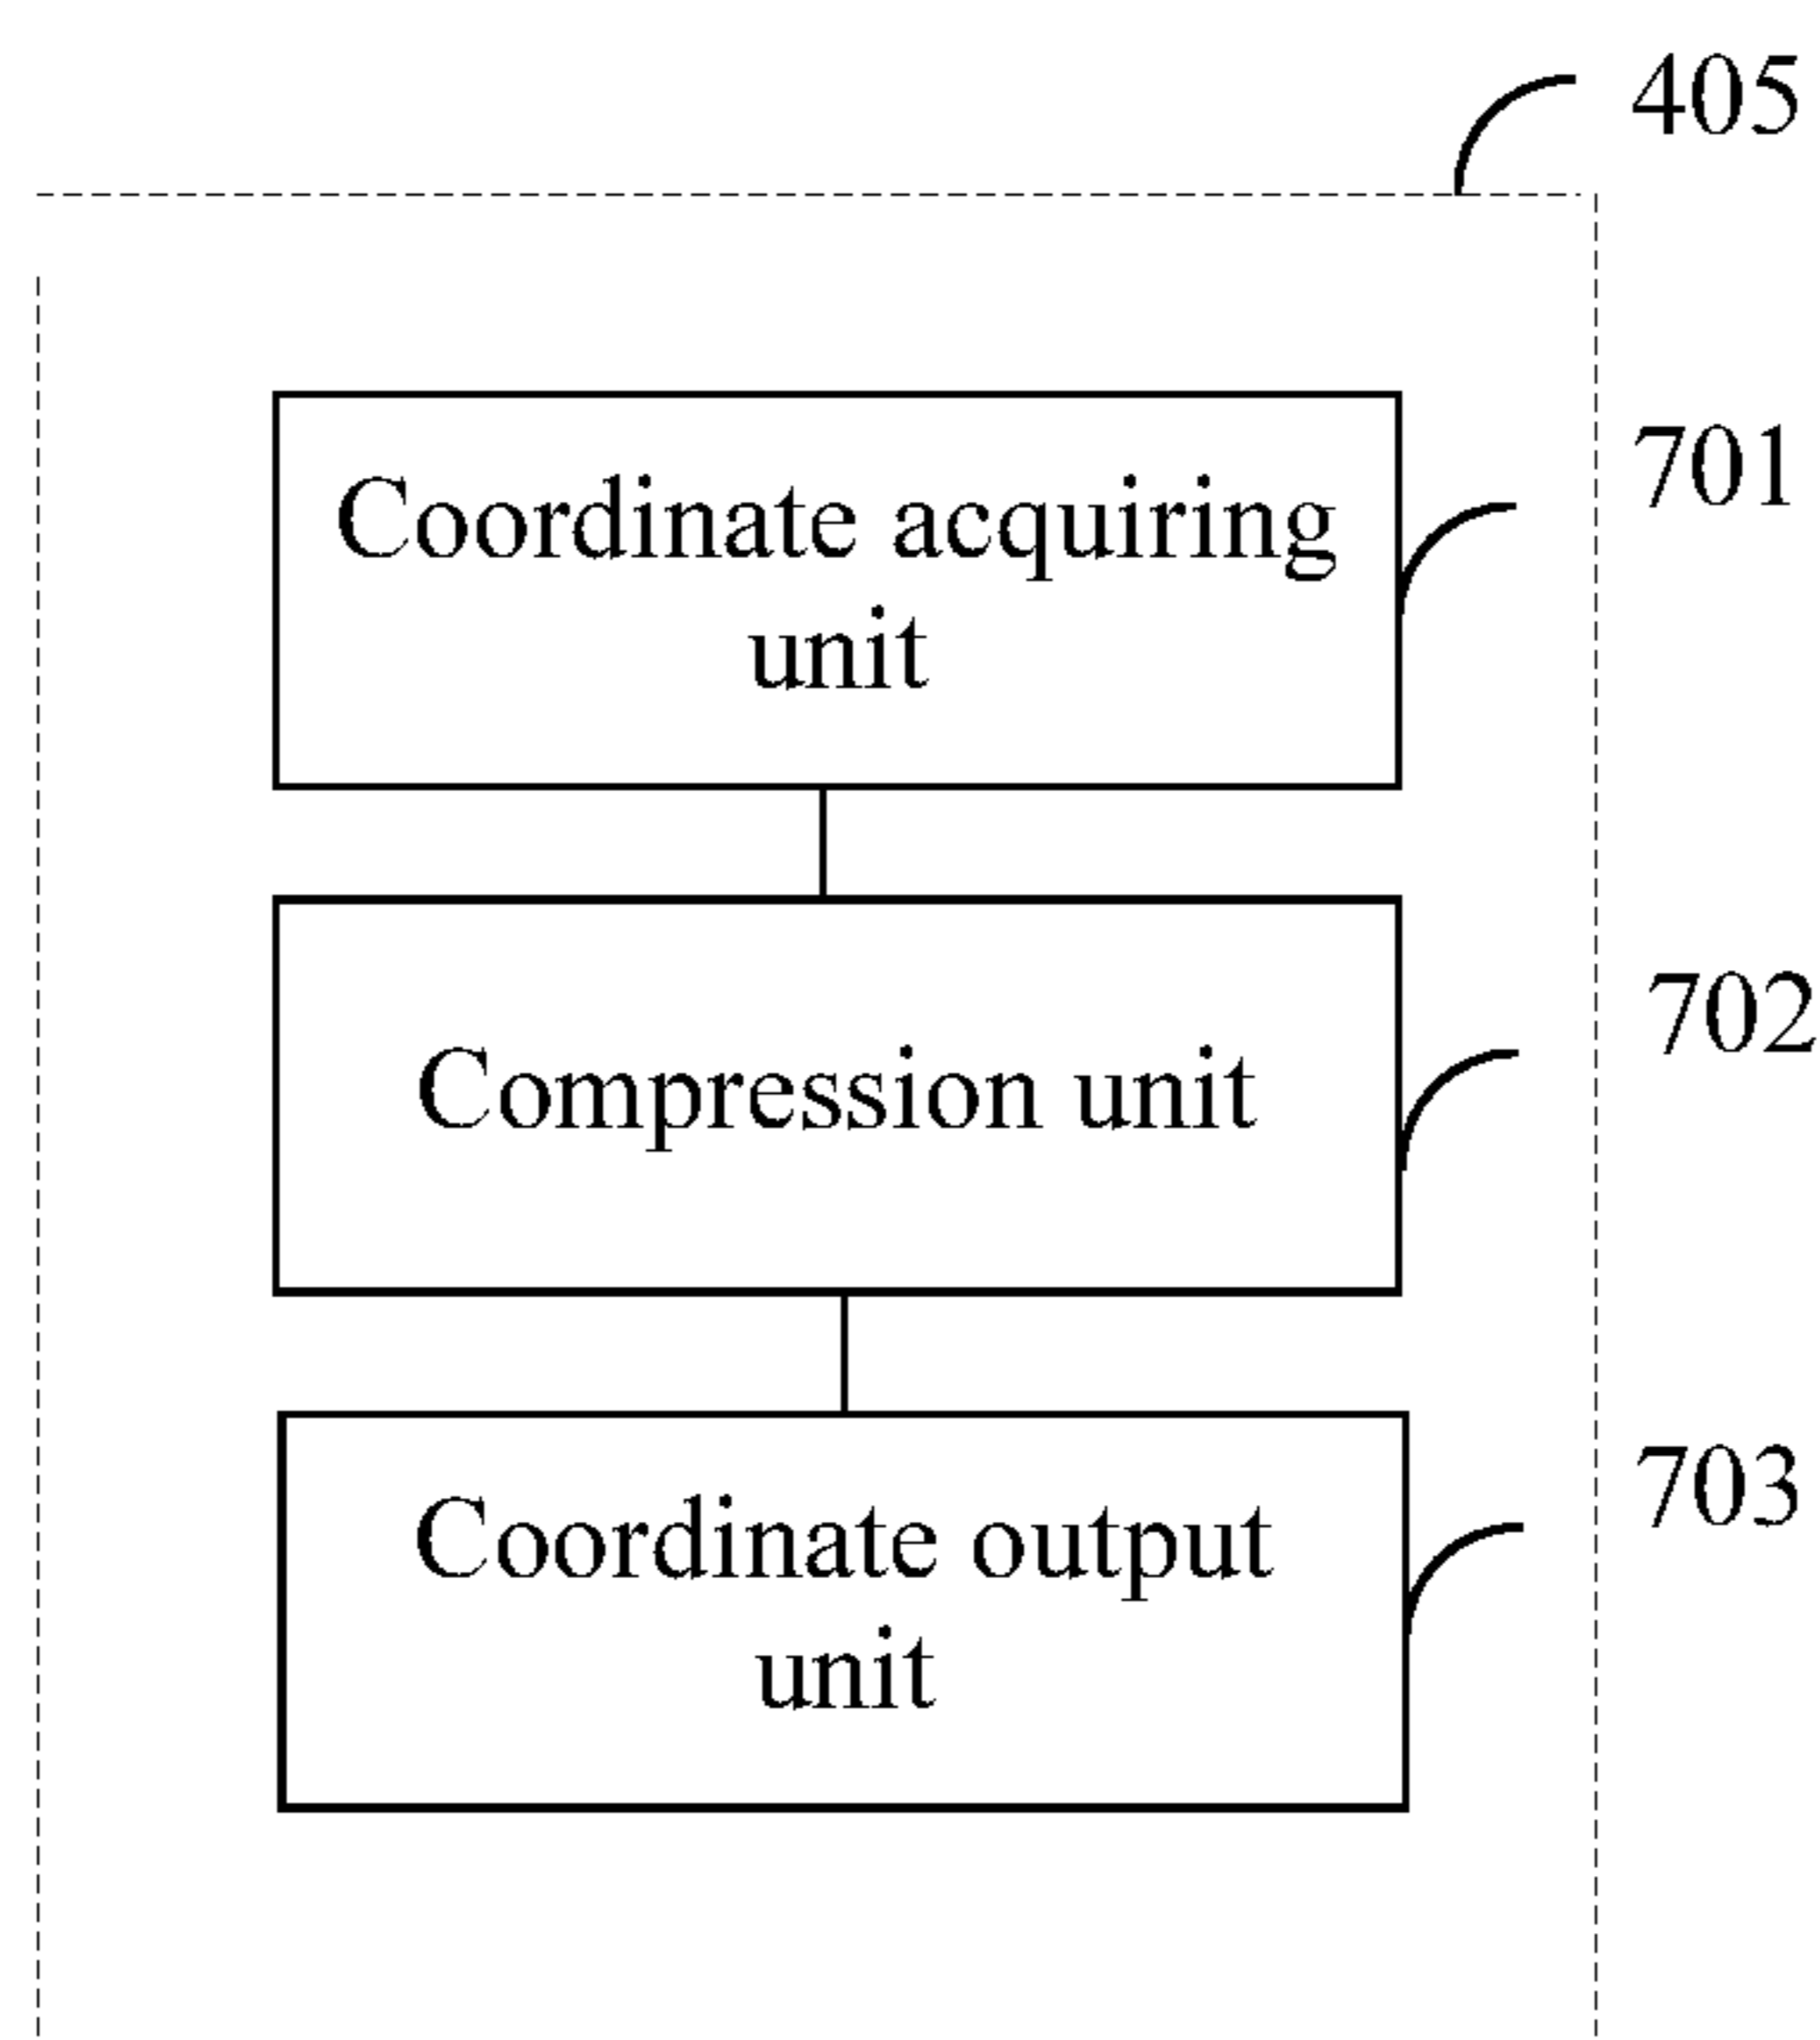 405
701
Coordinate acquiring
unit
702
Compression unit
703
Coordinate output
unit